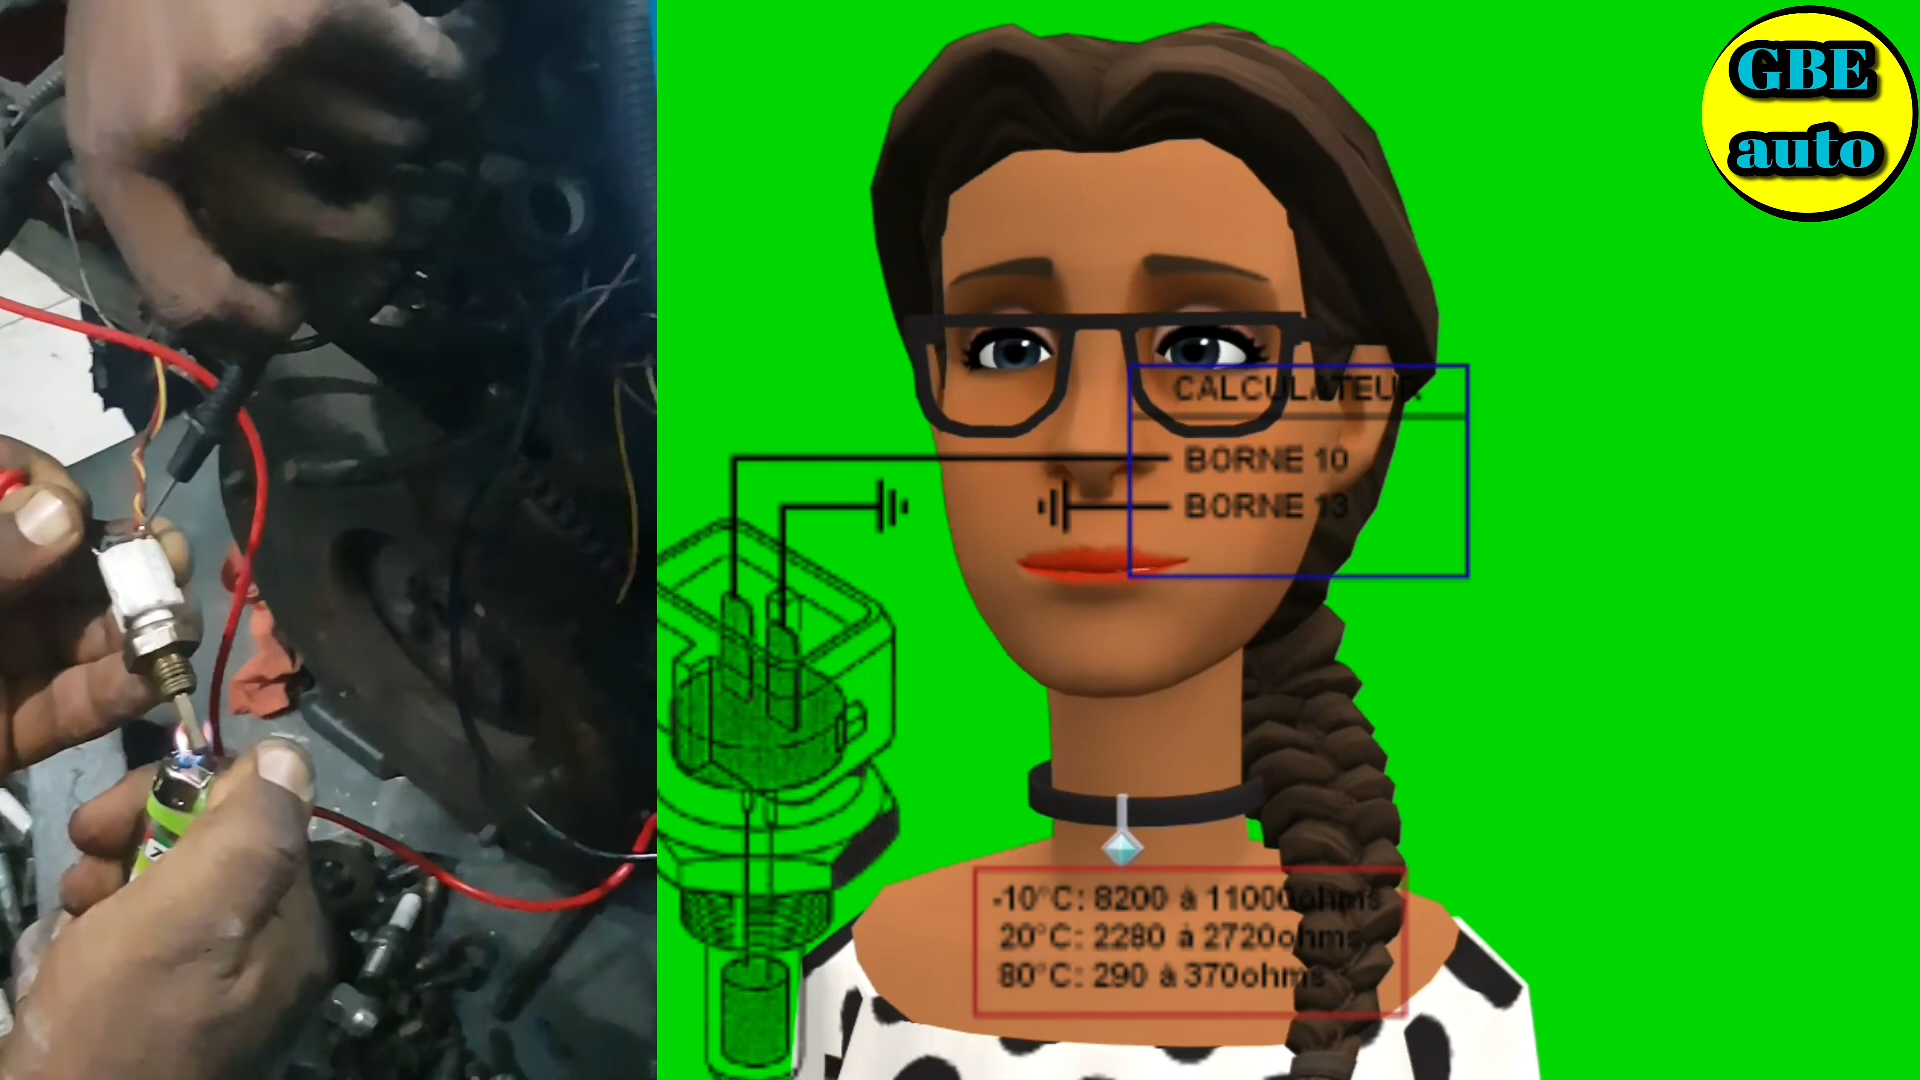 GBE
auto
CALCULATEUR
BORNE 10
BORNE 13
-10°C: 8200 à 11000ohms
20°C: 2280 à 2720ohms
80°C: 290 à 370ohms